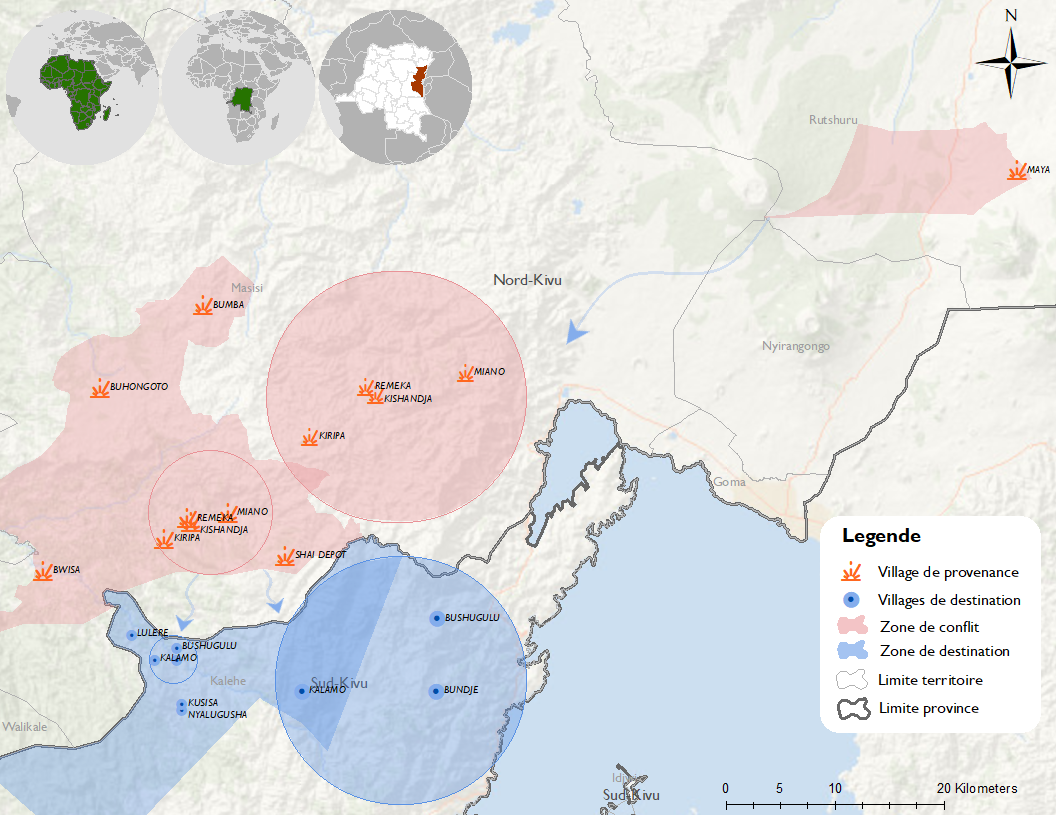 N
Rutshuru
MAYA
Masisi
Nord-Kivu
BUMBA
Nyirangongo
MIANO
BUHONGOTO
REMEKA
KISHANDJA
KIRIPA
Goma
MIANO
REMEKA
KISHANDJA
KIRIPA
SHAI DEPOT
BWISA
Legende
Village de provenance
Villages de destination
Zone de conflit
Zone de destination
Limite territoire
Limite province
BUSHUGULU
LULERE
BUSHUGULU
KALAMO
Kalehe
Sud-Kivu
KALAMO
BUNDJE
KUSISA
NYALUGUSHA
Walikale
Sud-Kivu
0 5 10 20 Kilometers